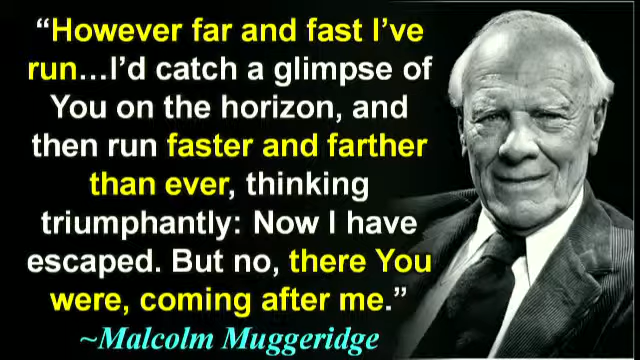 “However far and fast I’ve
run...I’d catch a glimpse of
You on the horizon, and
then run faster and farther
than ever, thinking
triumphantly: Now I have
escaped. But no, there You
were, coming after me.”
~Malcolm Muggeridge